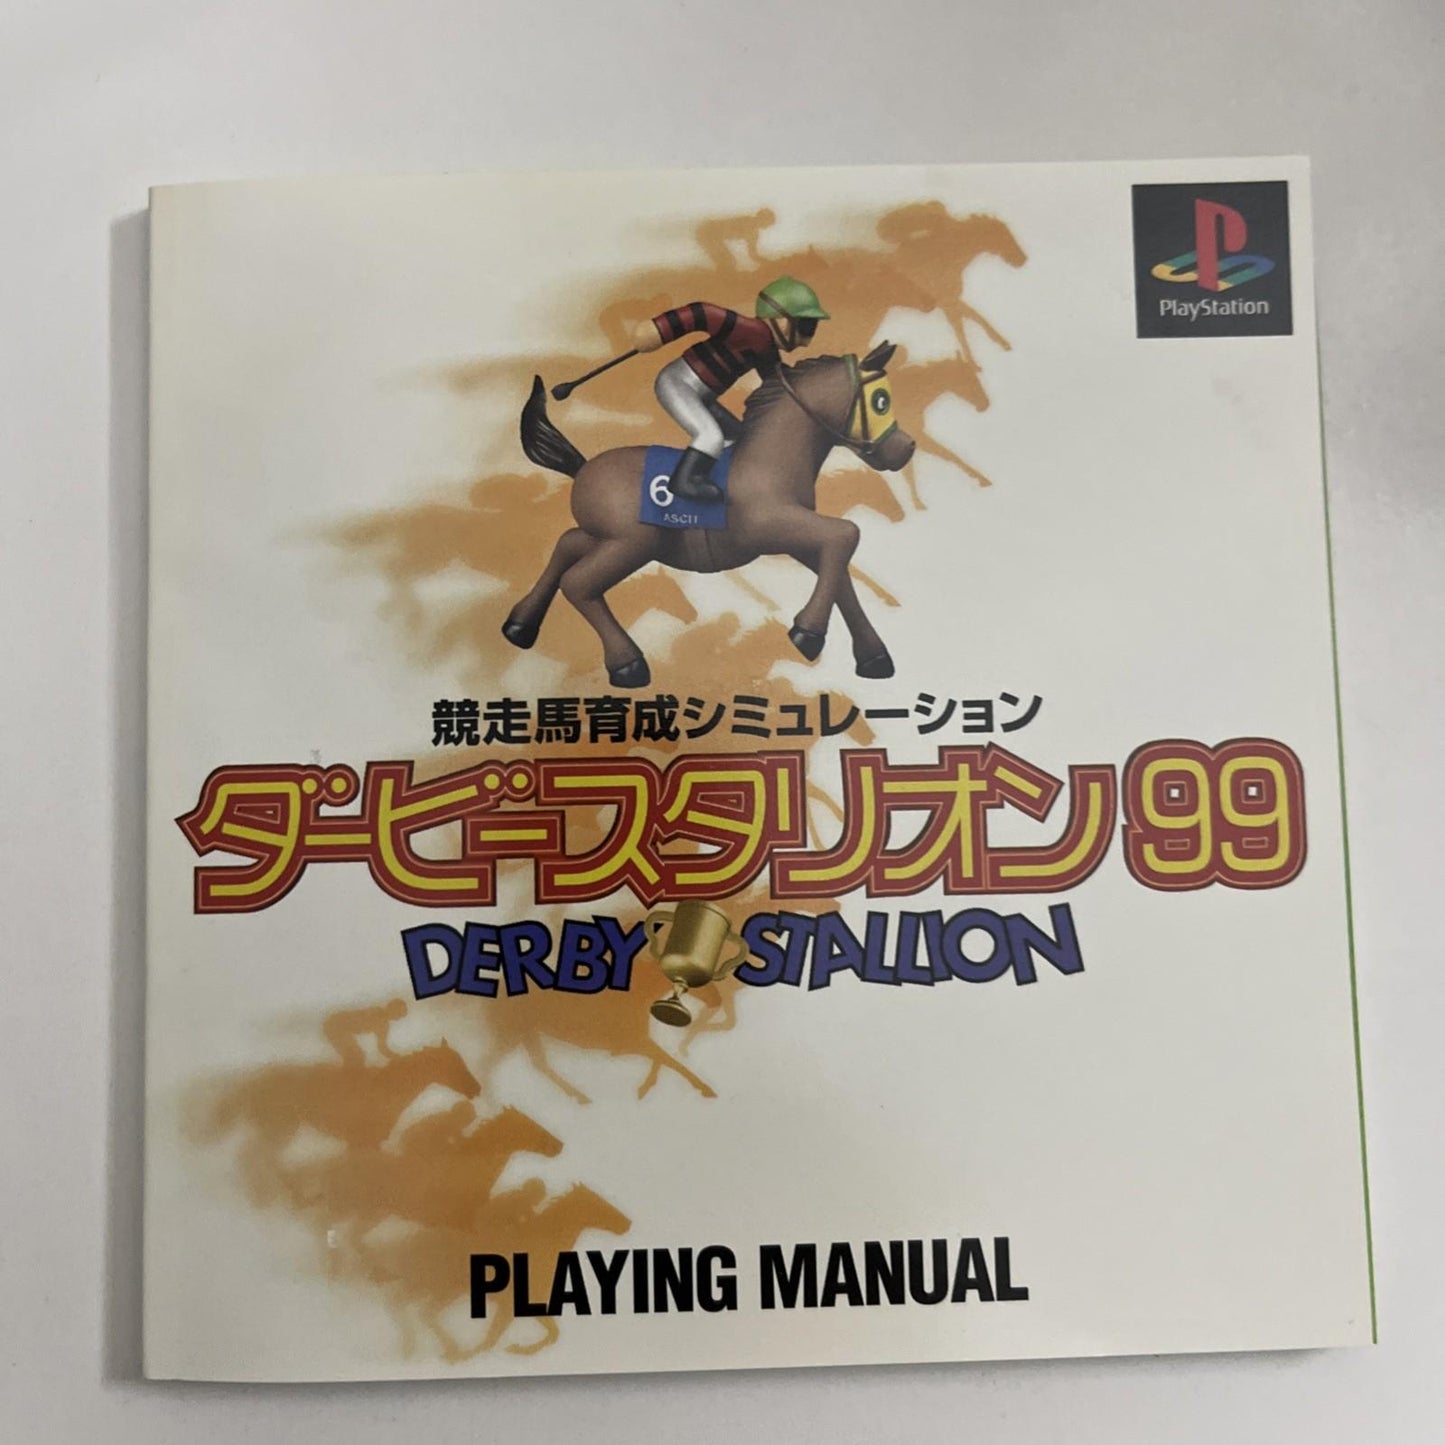 PlayStation
6
ASCII
競走馬育成シミュレーション
ダービースタリオン99
DERBY STALLION
PLAYING MANUAL